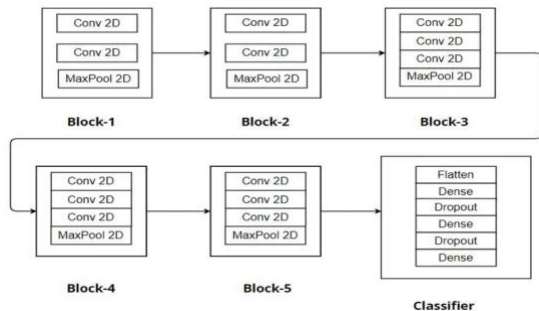 Conv 2D
Conv 2D
MaxPool 2D
Block-1
Conv 2D
Conv 2D
MaxPool 2D
Block-2
Conv 2D
Conv 2D
Conv 2D
MaxPool 2D
Block-3
Conv 2D
Conv 2D
Conv 2D
MaxPool 2D
Block-4
Conv 2D
Conv 2D
Conv 2D
MaxPool 2D
Block-5
Flatten
Dense
Dropout
Dense
Dropout
Dense
Classifier